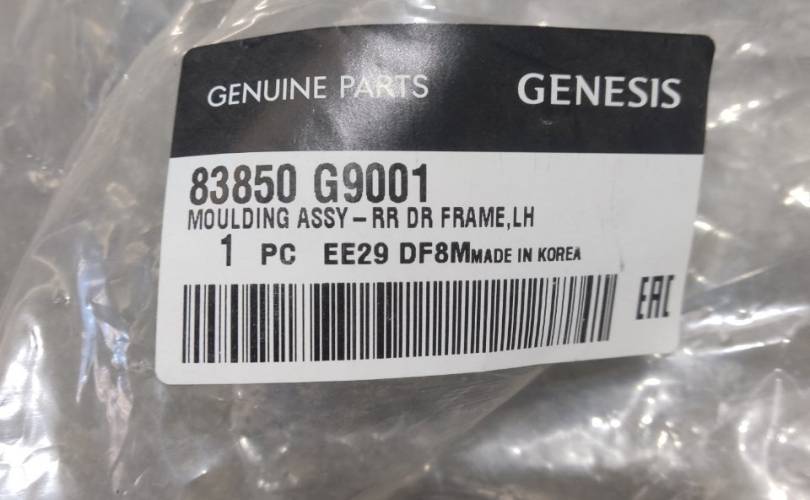 GENUINE PARTS GENESIS
83850 G9001
MOULDING ASSY-RR DR FRAME,LH
1 PC EE29 DF8M MADE IN KOREA
EAC